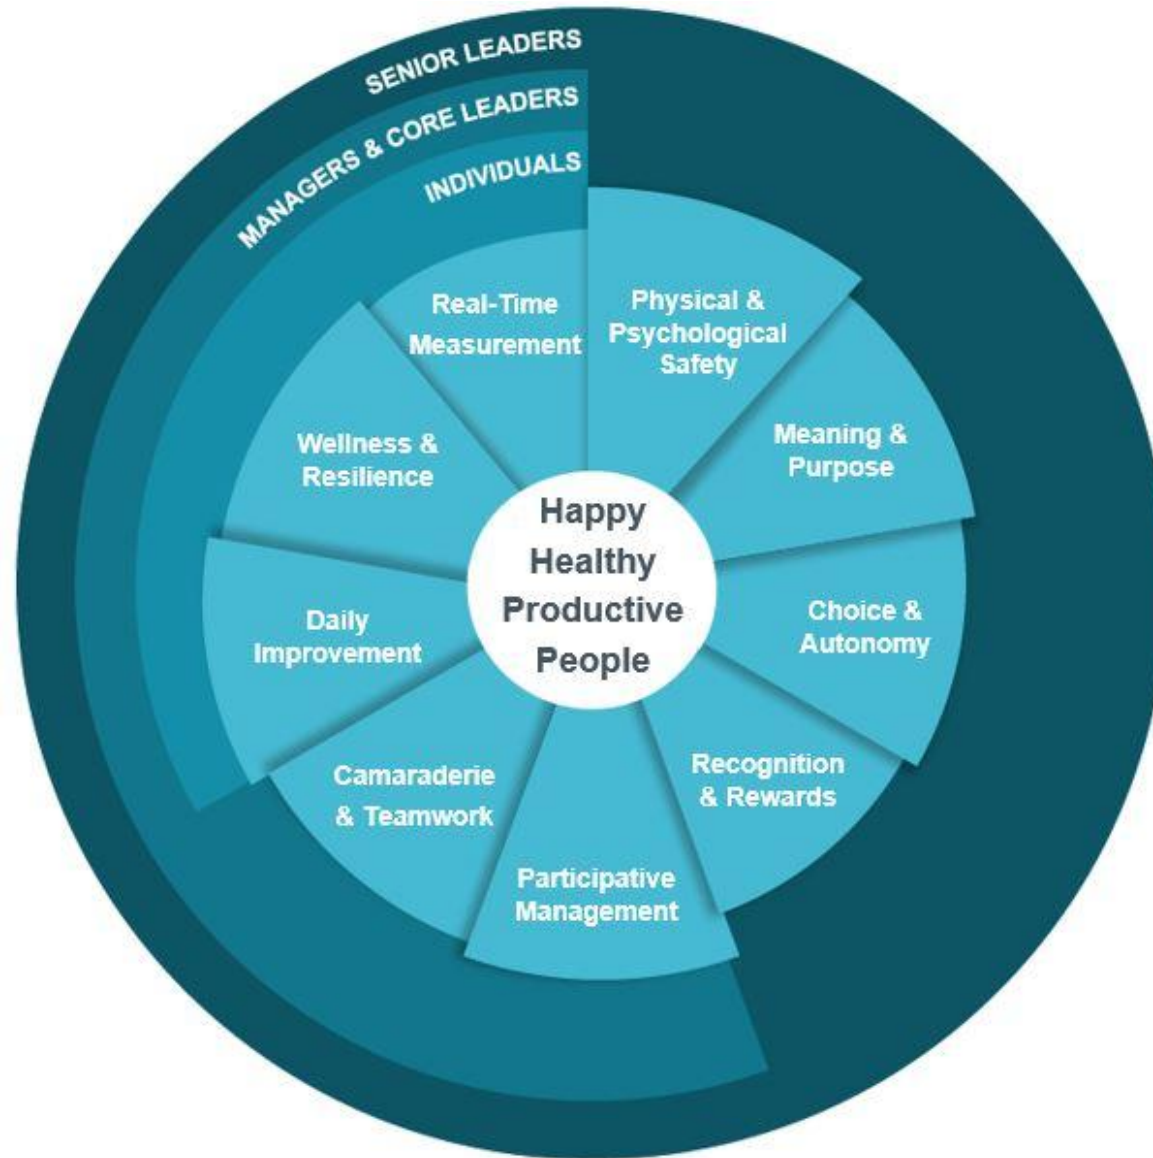 SENIOR LEADERS
MANAGERS & CORE LEADERS
INDIVIDUALS
Real-Time
Measurement
Physical &
Psychological
Safety
Meaning &
Purpose
Choice &
Autonomy
Recognition
& Rewards
Participative
Management
Camaraderie
& Teamwork
Daily
Improvement
Wellness &
Resilience
Happy
Healthy
Productive
People